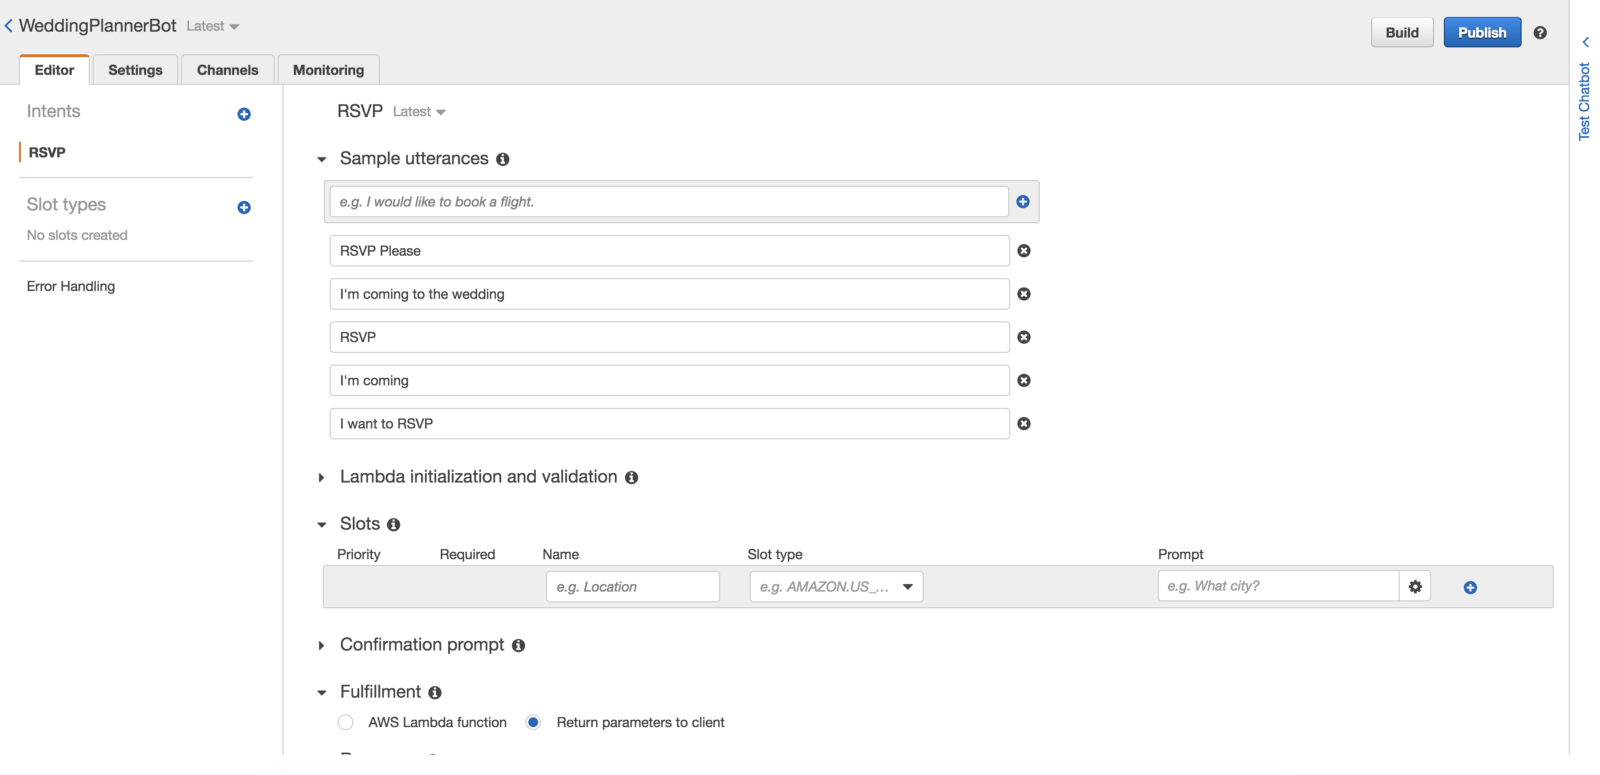 WeddingPlannerBot Latest
Build Publish
Editor Settings Channels Monitoring
Test Chatbot
Intents
RSVP
Slot types
No slots created
Error Handling
RSVP Latest
Sample utterances
e.g. I would like to book a flight.
RSVP Please
I'm coming to the wedding
RSVP
I'm coming
I want to RSVP
Lambda initialization and validation
Slots
Priority Required Name Slot type Prompt
e.g. Location e.g. AMAZON.US_... e.g. What city?
Confirmation prompt
Fulfillment
AWS Lambda function Return parameters to client